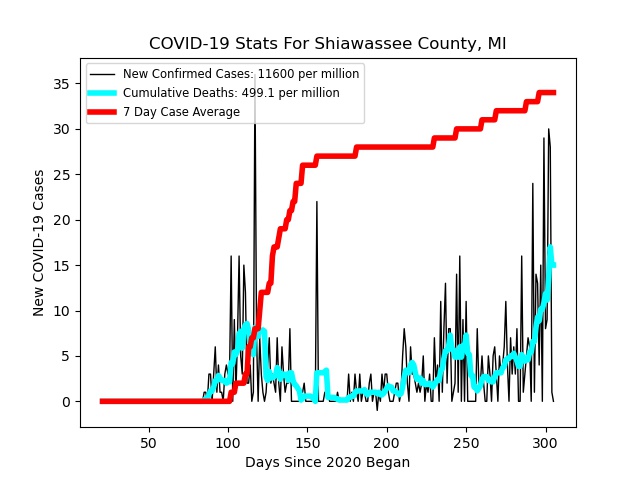 COVID-19 Stats For Shiawassee County, MI
New Confirmed Cases: 11600 per million
Cumulative Deaths: 499.1 per million
7 Day Case Average
New COVID-19 Cases
35
30
25
20
15
10
5
0
50
100
150
200
250
300
Days Since 2020 Began